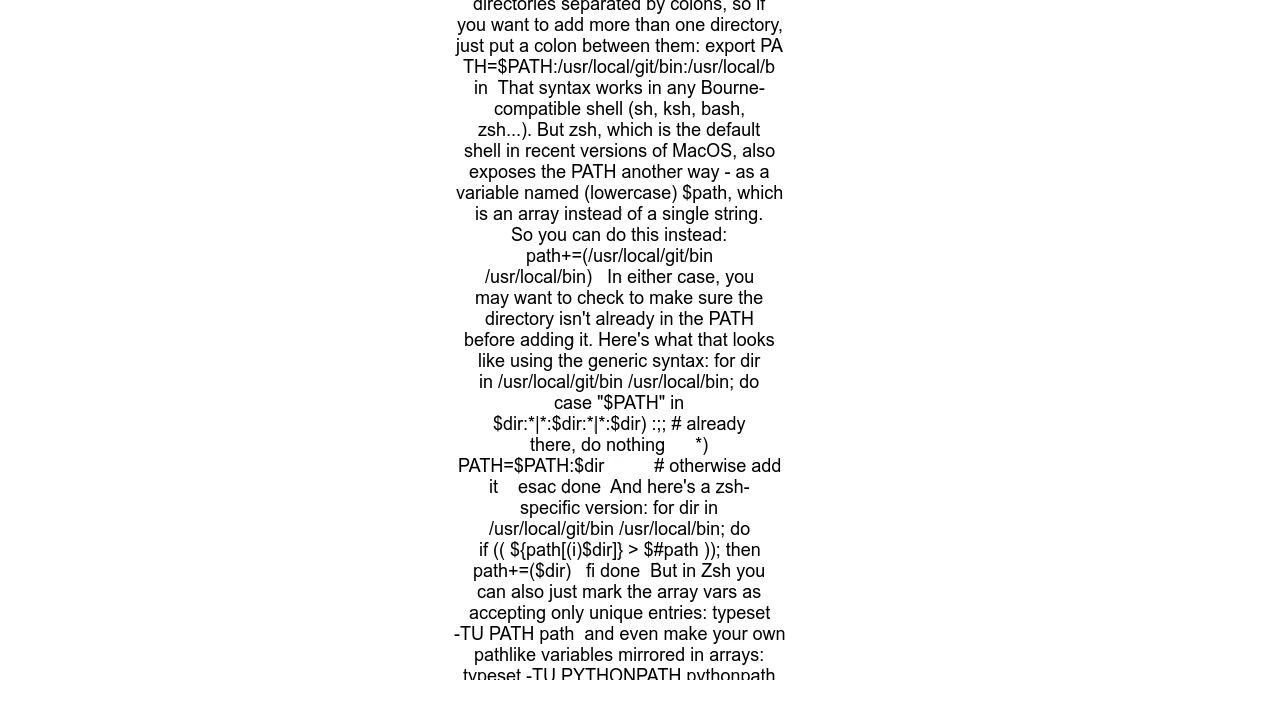 directories separated by colons, so if
you want to add more than one directory,
just put a colon between them: export PA
TH=$PATH:/usr/local/git/bin:/usr/local/b
in  That syntax works in any Bourne-
compatible shell (sh, ksh, bash,
zsh...). But zsh, which is the default
shell in recent versions of MacOS, also
exposes the PATH another way - as a
variable named (lowercase) $path, which
is an array instead of a single string.
So you can do this instead:
path+=(/usr/local/git/bin
/usr/local/bin)   In either case, you
may want to check to make sure the
directory isn't already in the PATH
before adding it. Here's what that looks
like using the generic syntax: for dir
in /usr/local/git/bin /usr/local/bin; do
case "$PATH" in
$dir:*|*:$dir:*|*:$dir) :;; # already
there, do nothing      *)
PATH=$PATH:$dir          # otherwise add
it    esac done  And here's a zsh-
specific version: for dir in
/usr/local/git/bin /usr/local/bin; do
if (( ${path[(i)$dir]} > $#path )); then
path+=($dir)   fi done  But in Zsh you
can also just mark the array vars as
accepting only unique entries: typeset
-TU PATH path  and even make your own
pathlike variables mirrored in arrays:
typeset -TU PYTHONPATH pythonpath